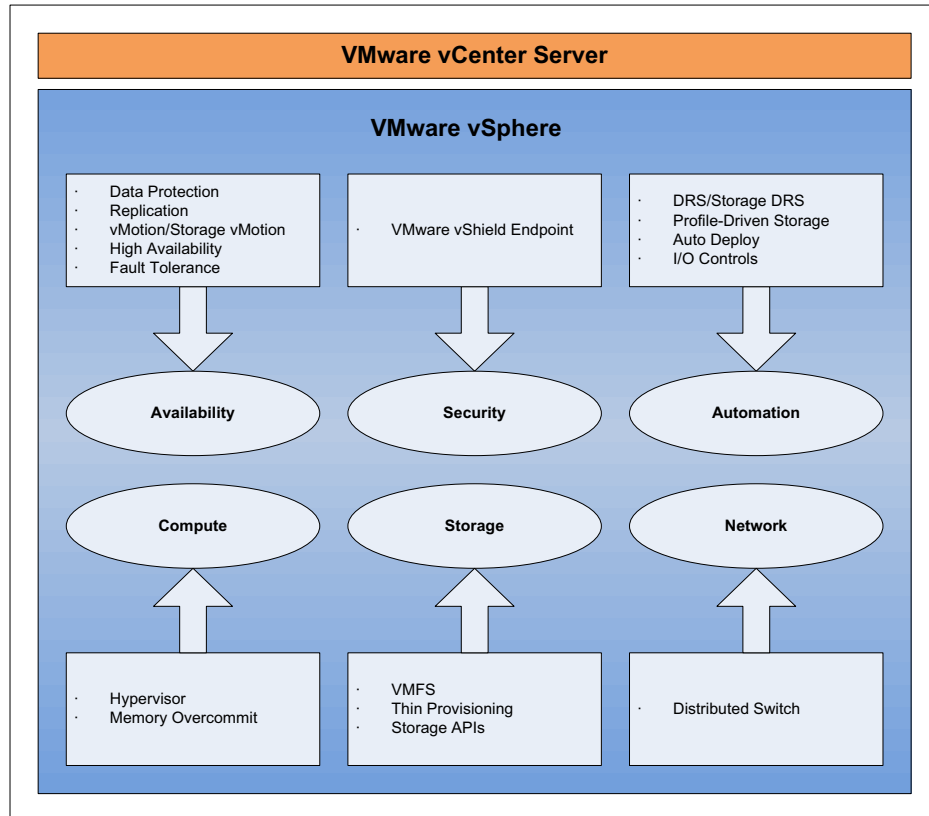 VMware vCenter Server
VMware vSphere
· Data Protection
· Replication
· vMotion/Storage vMotion
· High Availability
· Fault Tolerance
· VMware vShield Endpoint
· DRS/Storage DRS
· Profile-Driven Storage
· Auto Deploy
· I/O Controls
Availability
Security
Automation
Compute
Storage
Network
· Hypervisor
· Memory Overcommit
· VMFS
· Thin Provisioning
· Storage APIs
· Distributed Switch